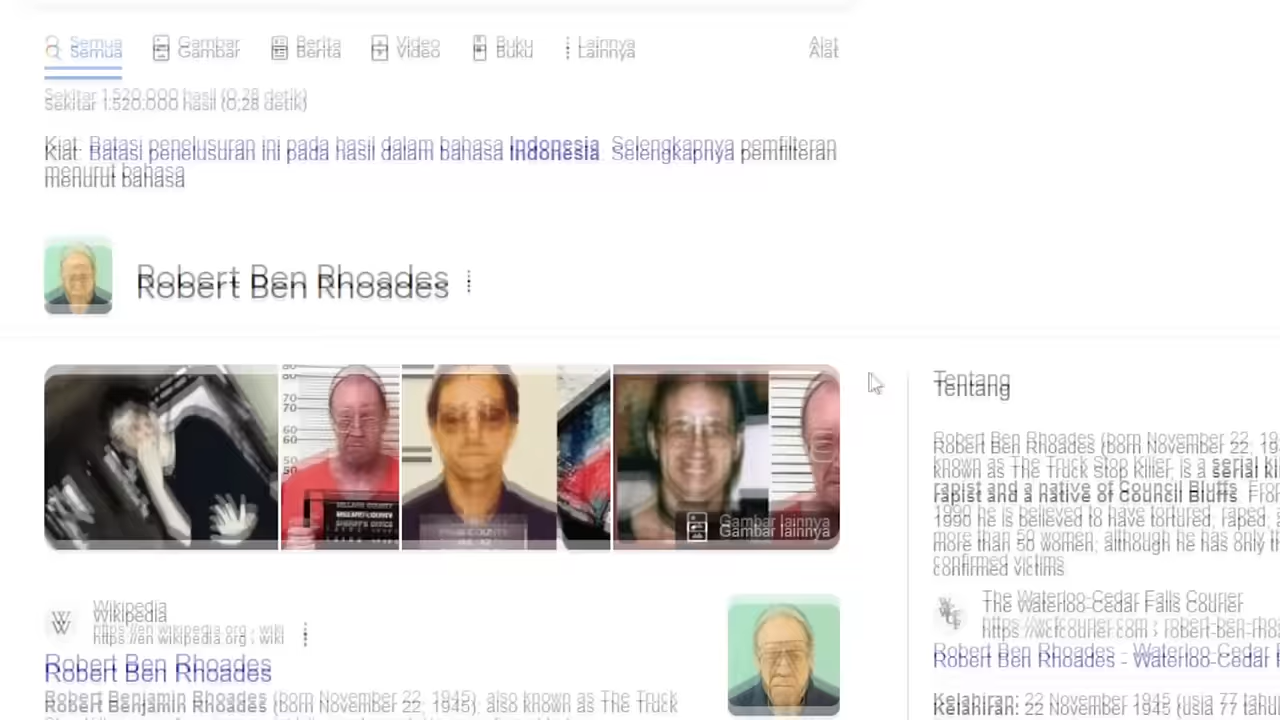 Semua Gambar Berita Video Buku Lainnya Alat
Sekitar 1.520.000 hasil (0,28 detik)
Kiat: Batasi penelusuran ini pada hasil dalam bahasa Indonesia. Selengkapnya pemfilteran
menurut bahasa
Robert Ben Rhoades
Gambar lainnya
Wikipedia
https://en.wikipedia.org › wiki
Robert Ben Rhoades
Robert Benjamin Rhoades (born November 22, 1945), also known as The Truck
Tentang
Robert Ben Rhoades (born November 22, 19
known as The Truck Stop Killer, is a serial ki
rapist and a native of Council Bluffs. Fro
1990 he is believed to have tortured, raped,
more than 50 women; although he has only
confirmed victims
The Waterloo-Cedar Falls Courier
https://wcfcourier.com › robert-ben-rho
Robert Ben Rhoades - Waterloo-Cedar
Kelahiran: 22 November 1945 (usia 77 tahu